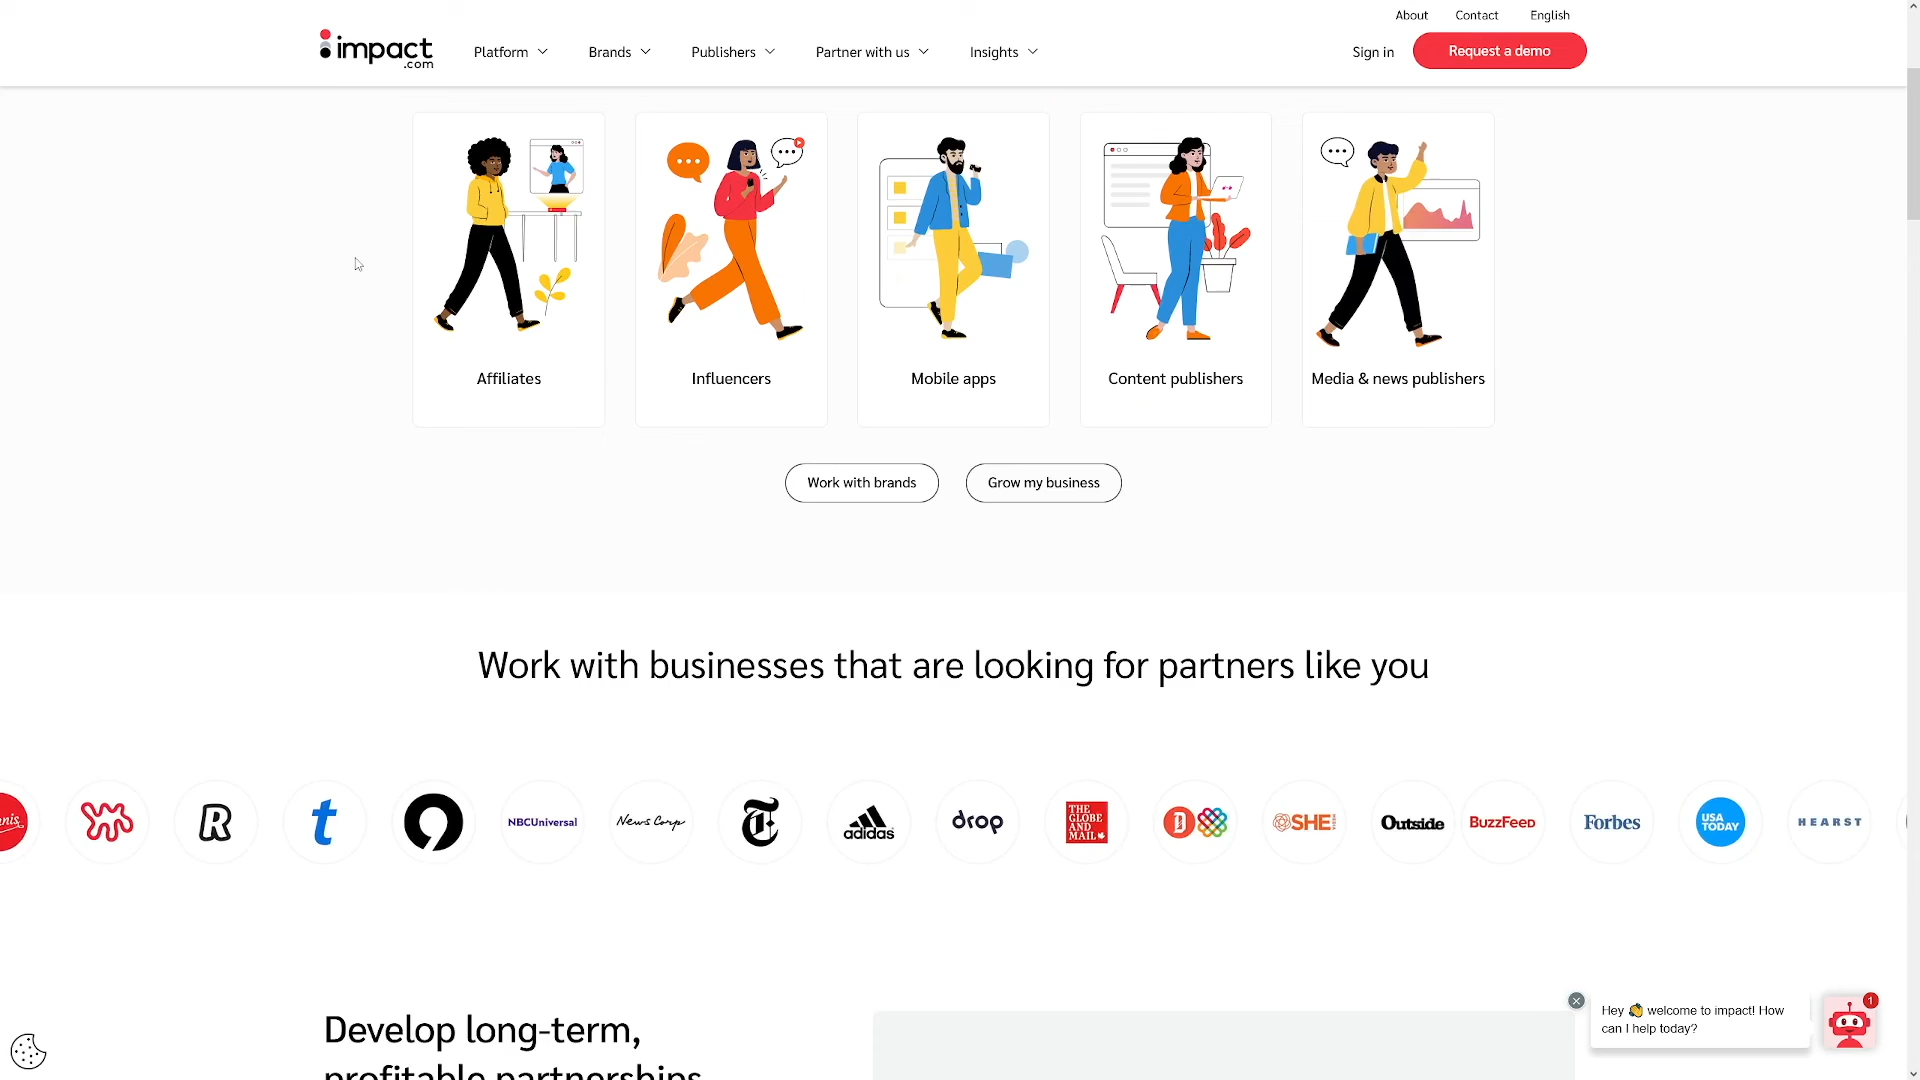 About Contact English
impact
.com
Platform Brands Publishers Partner with us Insights Sign in Request a demo
Affiliates Influencers Mobile apps Content publishers Media & news publishers
Work with brands Grow my business
Work with businesses that are looking for partners like you
R t NBCUniversal News Corp T adidas drop THE GLOBE AND MAIL D SHE MEDIA Outside BuzzFeed Forbes USA TODAY HEARST
Develop long-term,
profitable partnerships
Hey 👋 welcome to impact! How
can I help today?
1